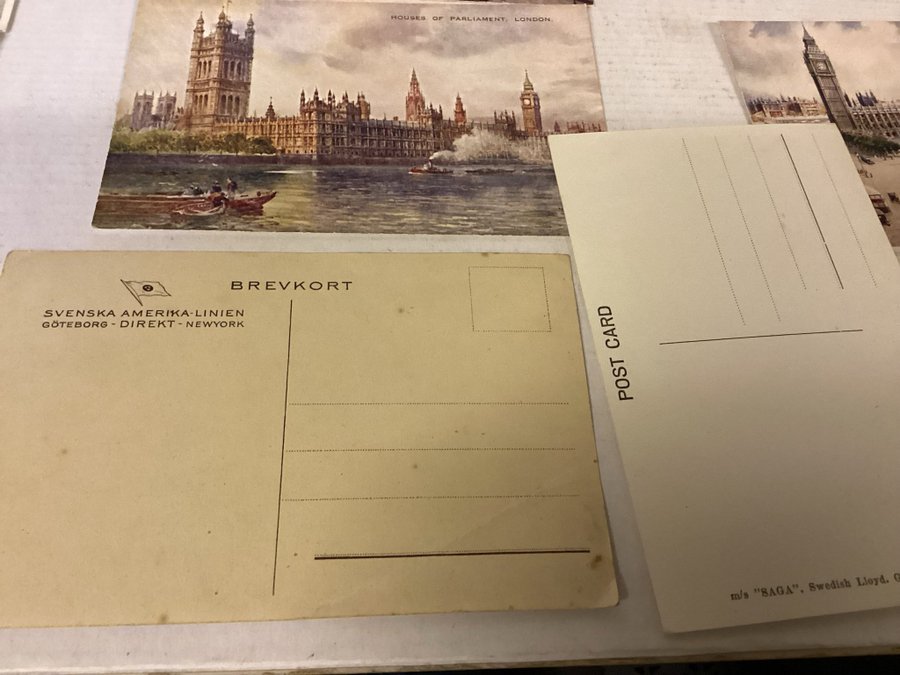 HOUSES OF PARLIAMENT, LONDON.
BREVKORT
SVENSKA AMERIKA-LINIEN
GÖTEBORG - DIREKT - NEWYORK
POST CARD
m/s "SAGA". Swedish Lloyd.